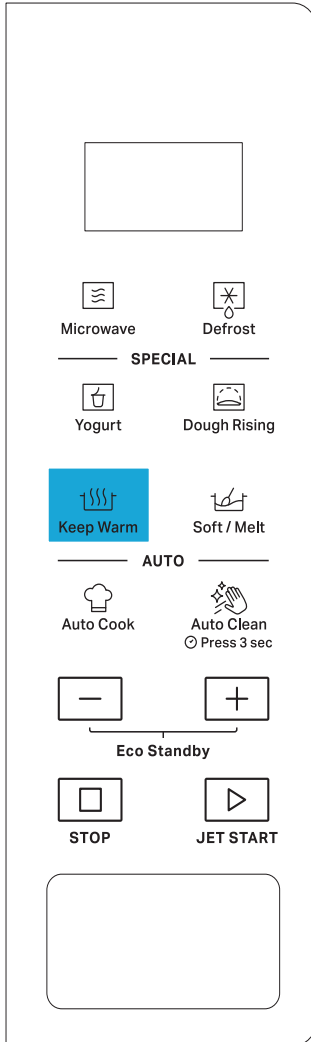 Microwave Defrost
SPECIAL
Yogurt Dough Rising
Keep Warm Soft / Melt
AUTO
Auto Cook Auto Clean
Press 3 sec
Eco Standby
STOP JET START